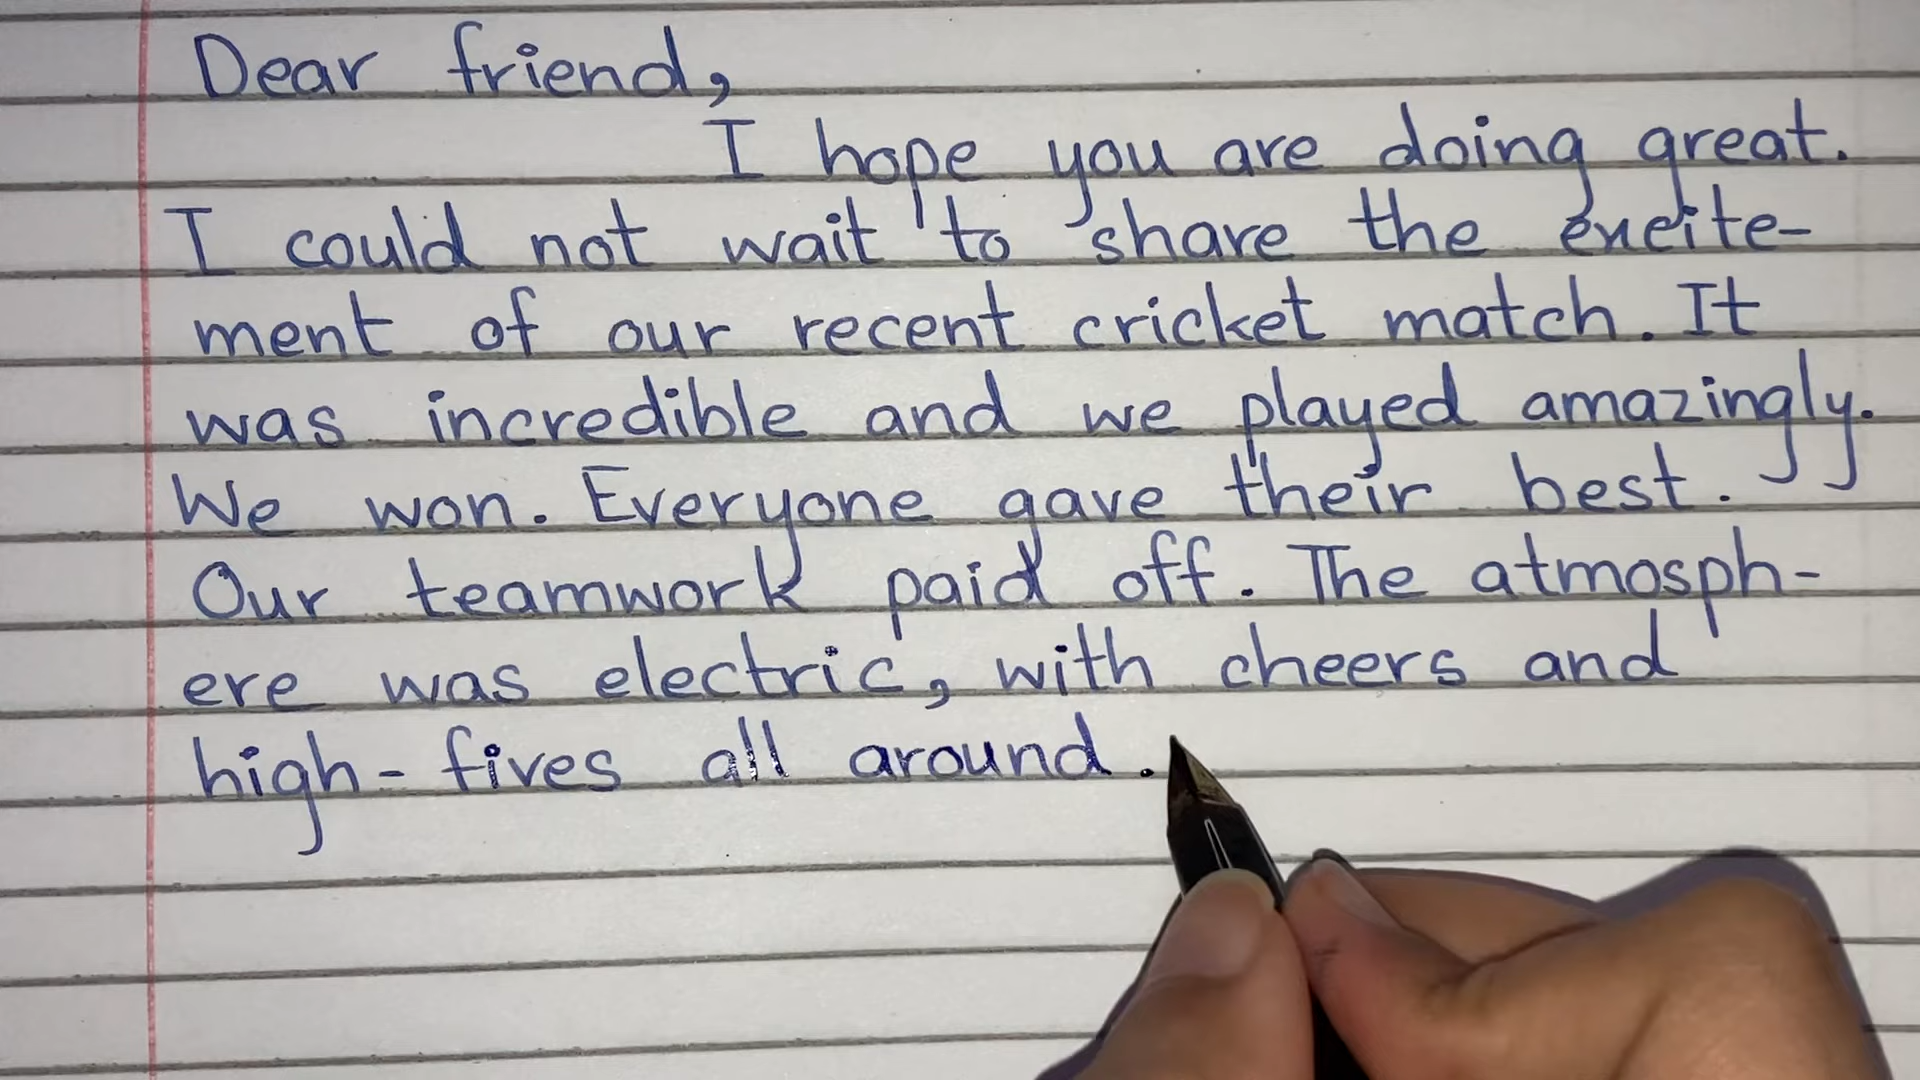 Dear friend,
I hope you are doing great.
I could not wait to share the excite-
ment of our recent cricket match. It
was incredible and we played amazingly.
We won. Everyone gave their best.
Our teamwork paid off. The atmosph-
ere was electric, with cheers and
high-fives all around.